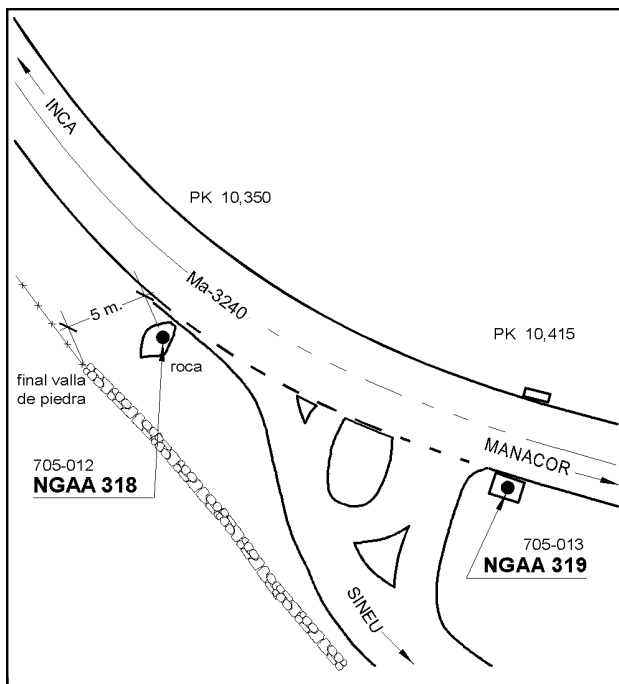 INCA
PK 10,350
Ma-3240
5 m.
PK 10,415
roca
final valla
de piedra
MANACOR
705-012
NGAA 318
705-013
NGAA 319
SINEU